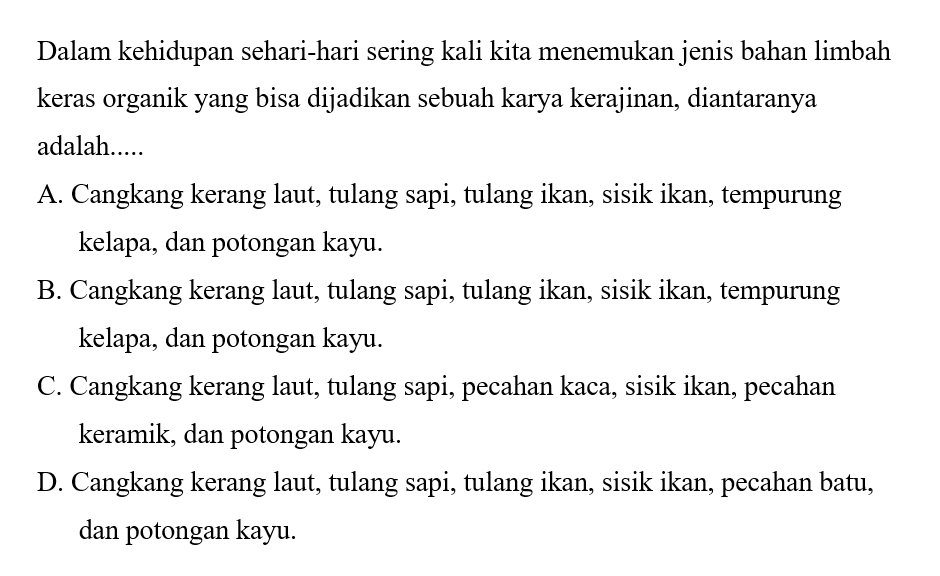 Dalam kehidupan sehari-hari sering kali kita menemukan jenis bahan limbah
keras organik yang bisa dijadikan sebuah karya kerajinan, diantaranya
adalah.....
A. Cangkang kerang laut, tulang sapi, tulang ikan, sisik ikan, tempurung
kelapa, dan potongan kayu.
B. Cangkang kerang laut, tulang sapi, tulang ikan, sisik ikan, tempurung
kelapa, dan potongan kayu.
C. Cangkang kerang laut, tulang sapi, pecahan kaca, sisik ikan, pecahan
keramik, dan potongan kayu.
D. Cangkang kerang laut, tulang sapi, tulang ikan, sisik ikan, pecahan batu,
dan potongan kayu.